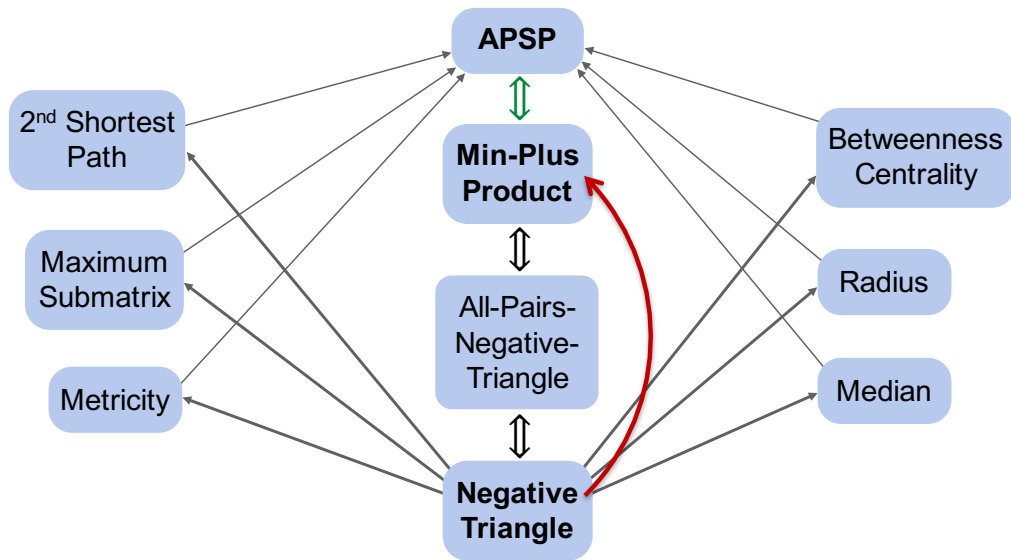 APSP
2nd Shortest
Path
Min-Plus
Product
Betweenness
Centrality
Maximum
Submatrix
All-Pairs-
Negative-
Triangle
Radius
Metricity
Median
Negative
Triangle